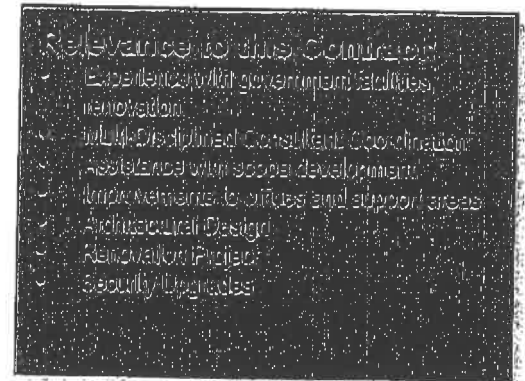 Relevance to this Contract
• Experience with government facilities
renovation
• Multi-Disciplined Consultant Coordination
• Assistance with scope development
• Improvements to offices and support areas
• Architectural Design
• Renovation Project
• Security Upgrades